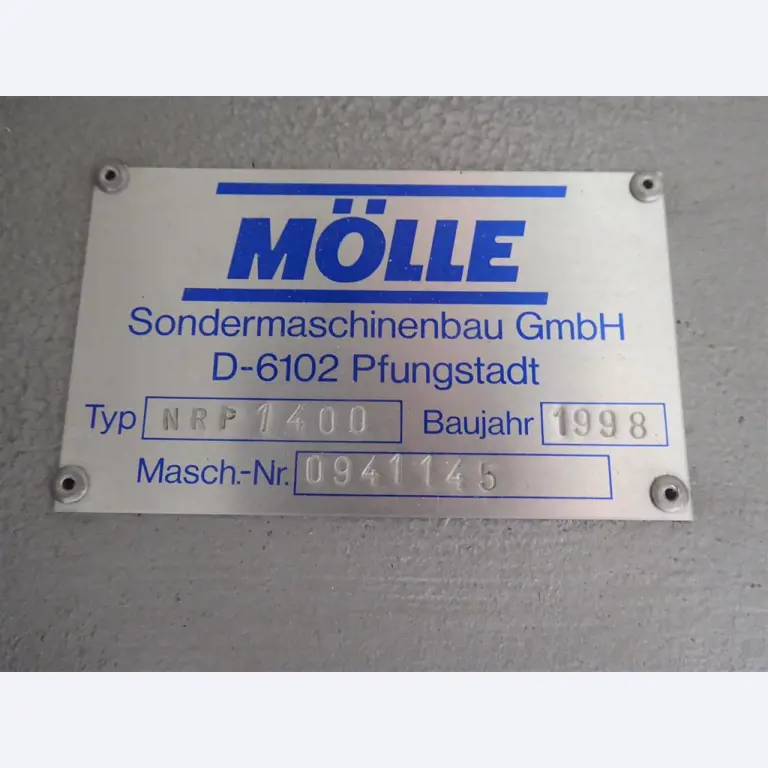 MÖLLE
Sondermaschinenbau GmbH
D-6102 Pfungstadt
Typ NRP 1400 Baujahr 1998
Masch.-Nr. 0941145